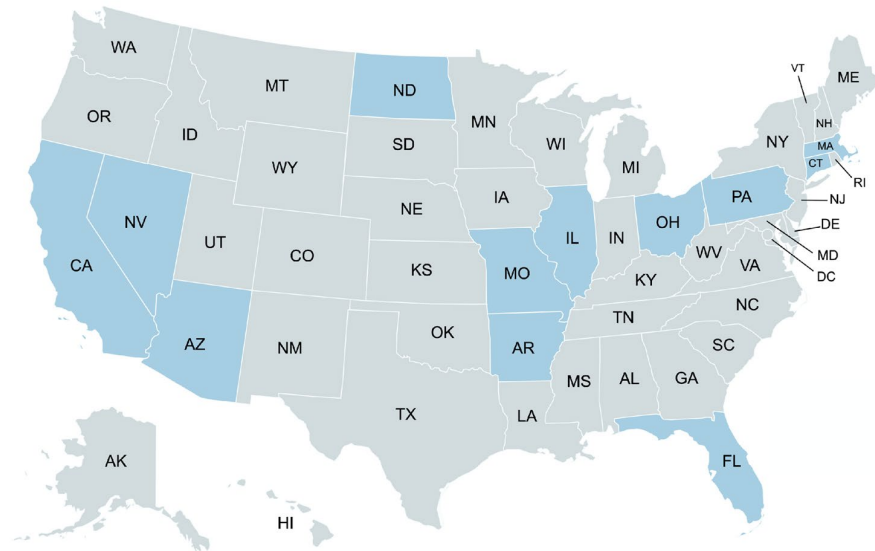 WA
MT
ND
MN
VT
ME
OR
ID
SD
WI
NY
NH
MA
WY
MI
CT
RI
IA
PA
NJ
NE
NV
OH
DE
UT
IL
IN
CO
WV
MD
CA
KS
MO
KY
VA
DC
NC
TN
OK
AZ
NM
AR
SC
MS
AL
GA
TX
LA
AK
FL
HI